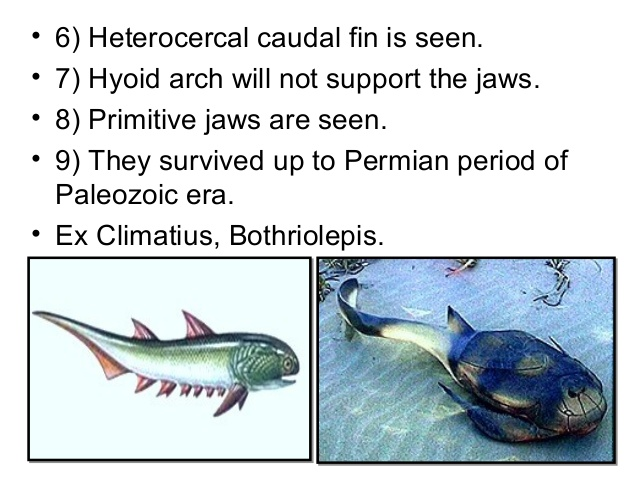 • 6) Heterocercal caudal fin is seen.
• 7) Hyoid arch will not support the jaws.
• 8) Primitive jaws are seen.
• 9) They survived up to Permian period of
Paleozoic era.
• Ex Climatius, Bothriolepis.